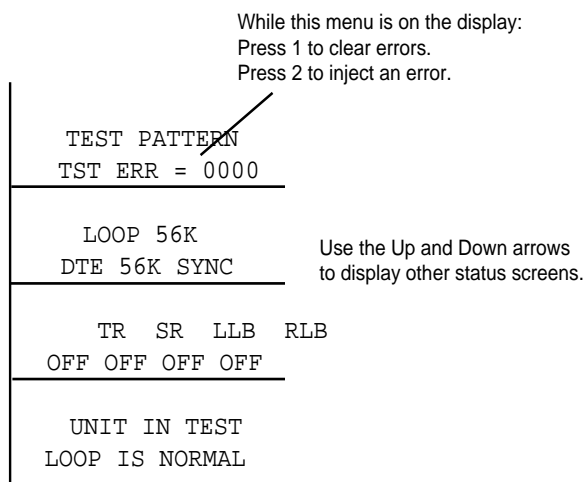 While this menu is on the display:
Press 1 to clear errors.
Press 2 to inject an error.
TEST PATTERN
TST ERR = 0000
LOOP 56K
DTE 56K SYNC
Use the Up and Down arrows
to display other status screens.
TR SR LLB RLB
OFF OFF OFF OFF
UNIT IN TEST
LOOP IS NORMAL